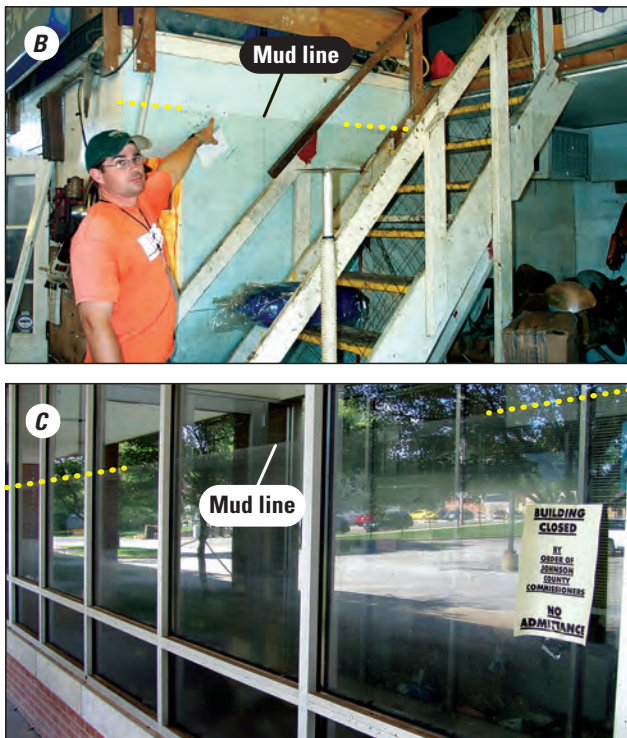 B
Mud line
C
Mud line
BUILDING
CLOSED
BY
ORDER OF
JOHNSON
COUNTY
COMMISSIONERS
NO
ADMITTANCE